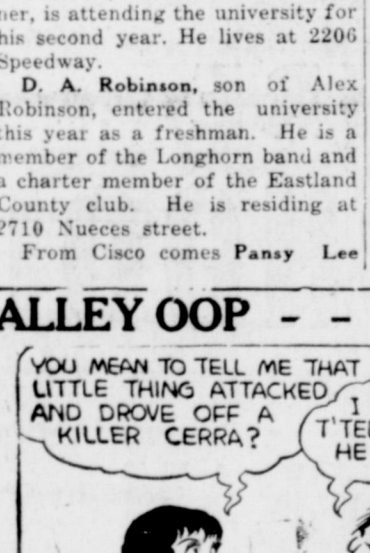 ner, is attending the university for
his second year. He lives at 2206
Speedway.
D. A. Robinson, son of Alex
Robinson, entered the university
this year as a freshman. He is a
member of the Longhorn band and
a charter member of the Eastland
County club. He is residing at
2710 Nueces street.
From Cisco comes Pansy Lee
ALLEY OOP - -
YOU MEAN TO TELL ME THAT
LITTLE THING ATTACKED
AND DROVE OFF A
KILLER CERRA?
I
T'TE
HE